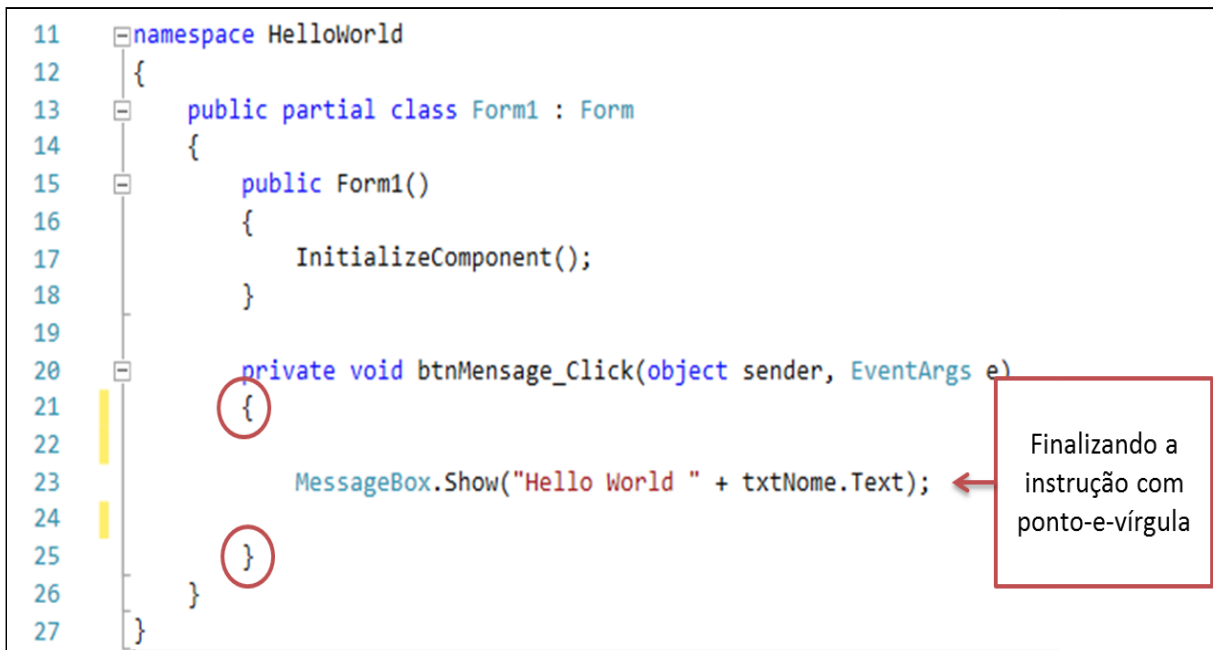 11 namespace HelloWorld
12 {
13 public partial class Form1 : Form
14 {
15 public Form1()
16 {
17 InitializeComponent();
18 }
19
20 private void btnMensage_Click(object sender, EventArgs e)
21 {
22
23 MessageBox.Show("Hello World " + txtNome.Text);
24
25 }
26 }
27 }
Finalizando a
instrução com
ponto-e-vírgula